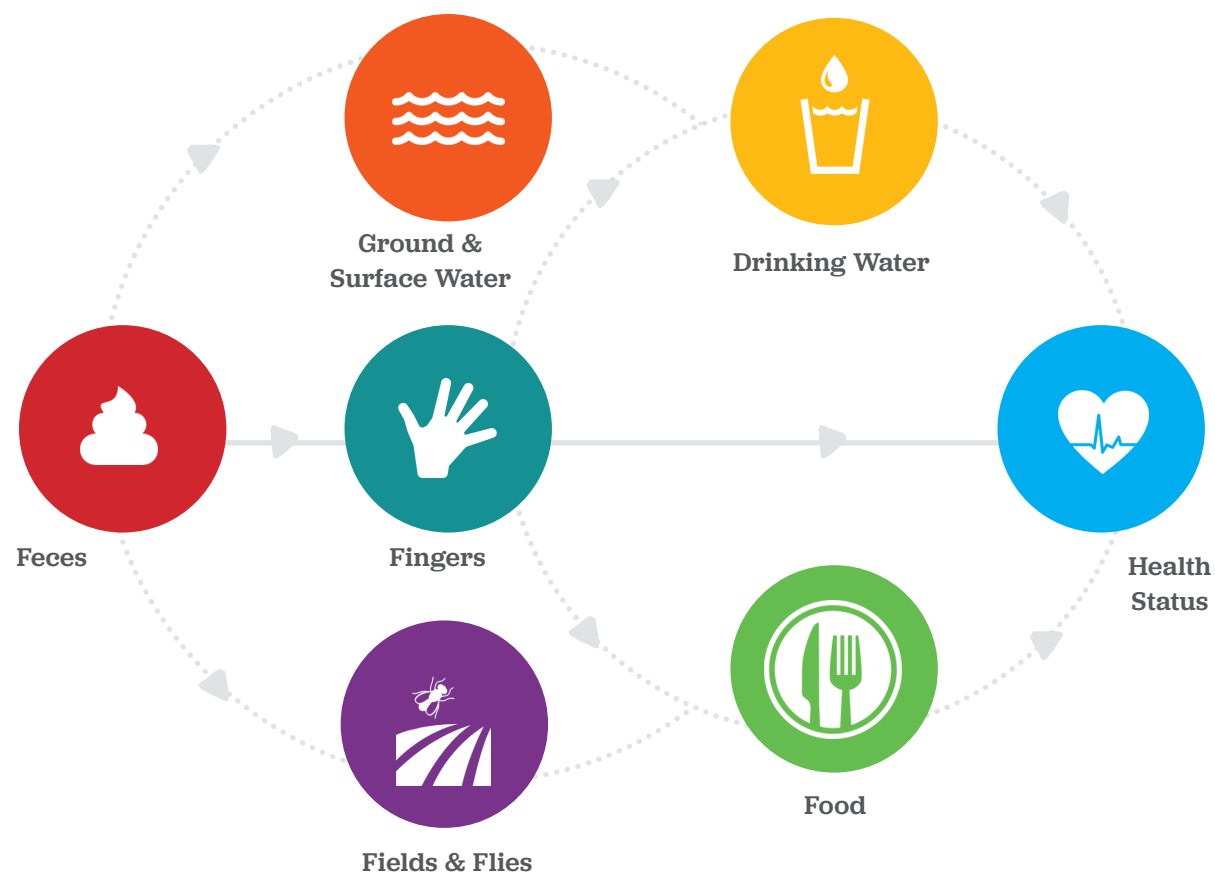 Ground &
Surface Water
Drinking Water
Feces
Fingers
Health
Status
Food
Fields & Flies